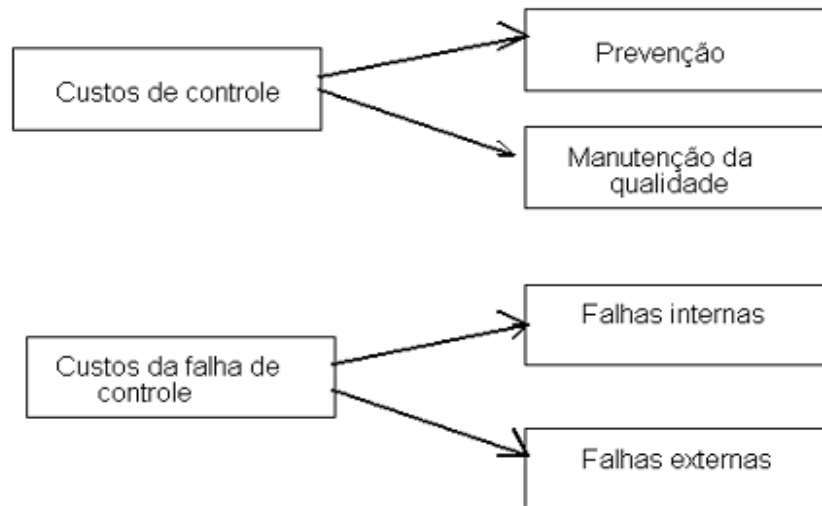 Custos de controle
Prevenção
Manutenção da
qualidade
Custos da falha de
controle
Falhas internas
Falhas externas